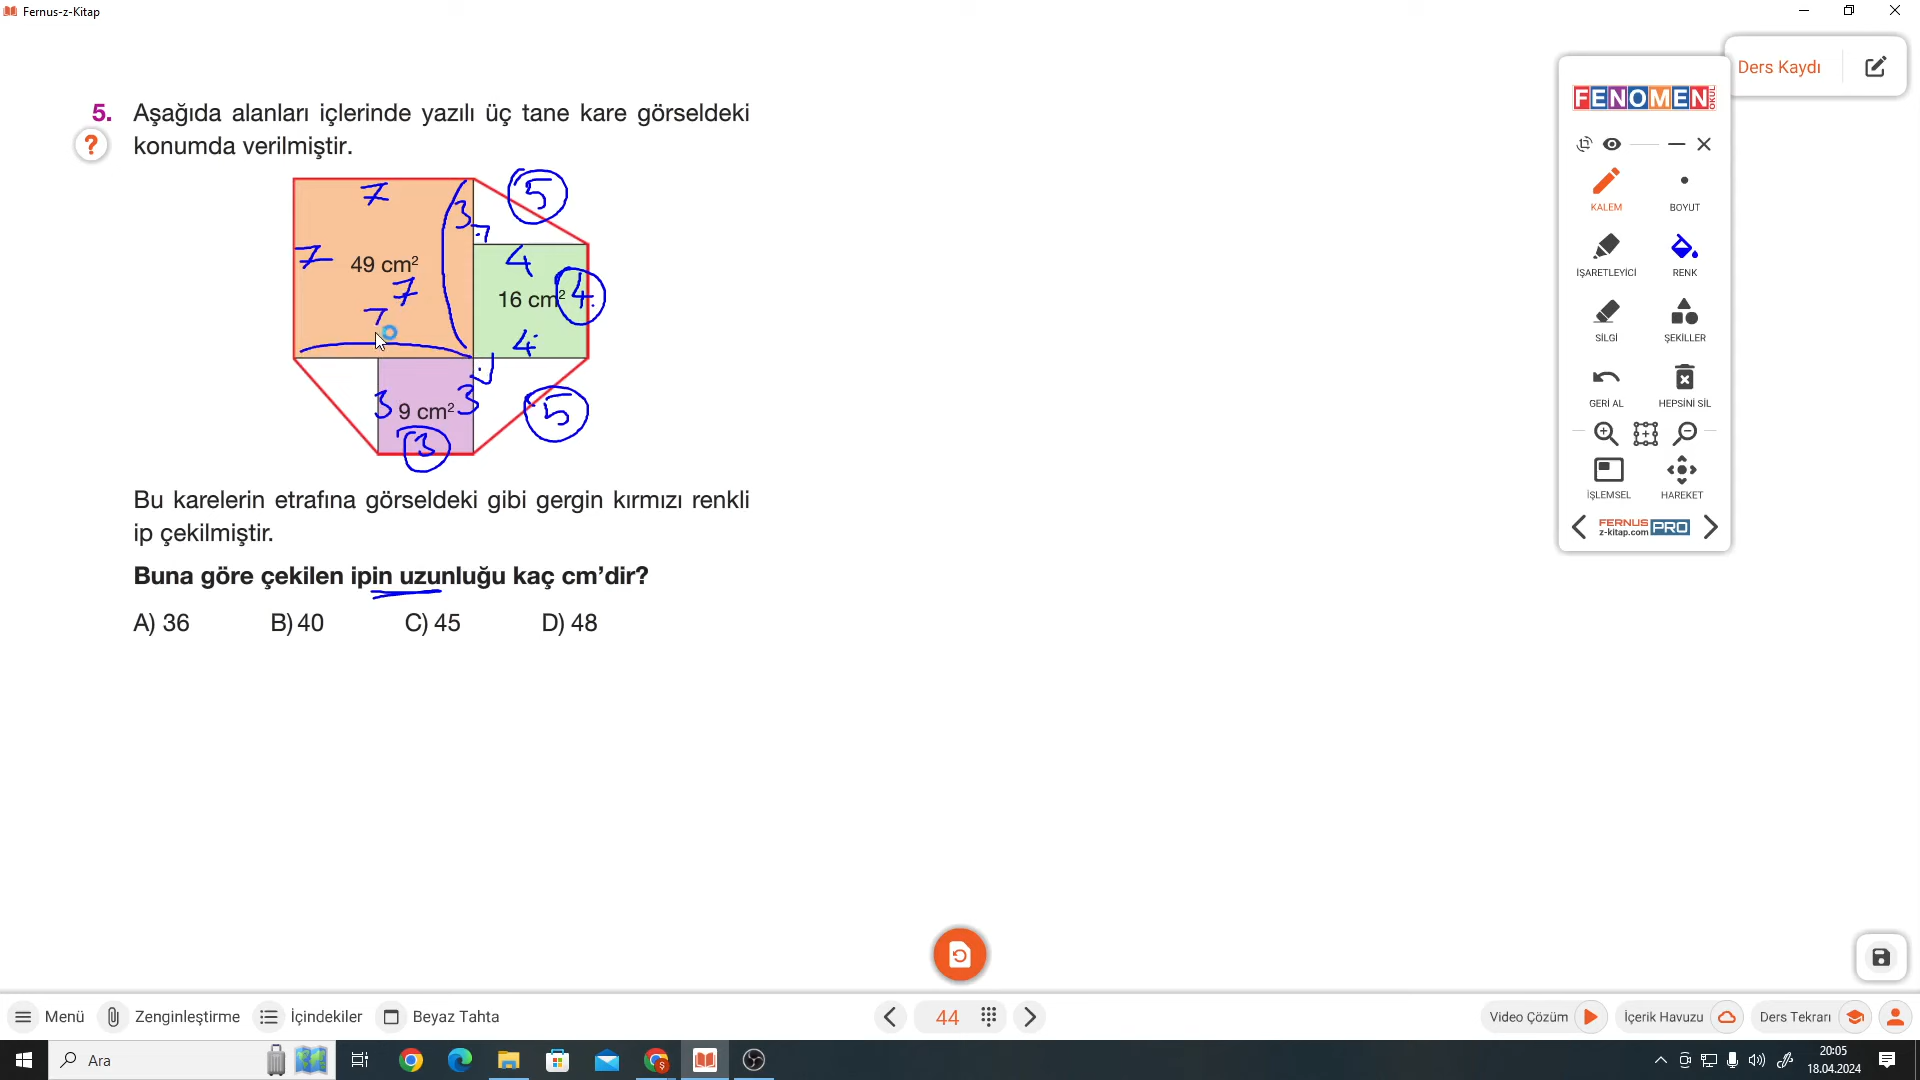 Fernus-z-Kitap
Ders Kaydı
FENOMEN OKUL
5. Aşağıda alanları içlerinde yazılı üç tane kare görseldeki
? konumda verilmiştir.
7
5
3
7
49 cm²
4
7
16 cm²
4
7
4
3
9 cm²
3
5
3
Bu karelerin etrafına görseldeki gibi gergin kırmızı renkli
ip çekilmiştir.
Buna göre çekilen ipin uzunluğu kaç cm'dir?
A) 36 B) 40 C) 45 D) 48
KALEM
BOYUT
İŞARETLEYİCİ
RENK
SİLGİ
ŞEKİLLER
GERİ AL
HEPSİNİ SİL
İŞLEMSEL
HAREKET
FERNUS PRO
z-kitap.com
Menü
Zenginleştirme
İçindekiler
Beyaz Tahta
44
Video Çözüm
İçerik Havuzu
Ders Tekrarı
Ara
20:05
18.04.2024